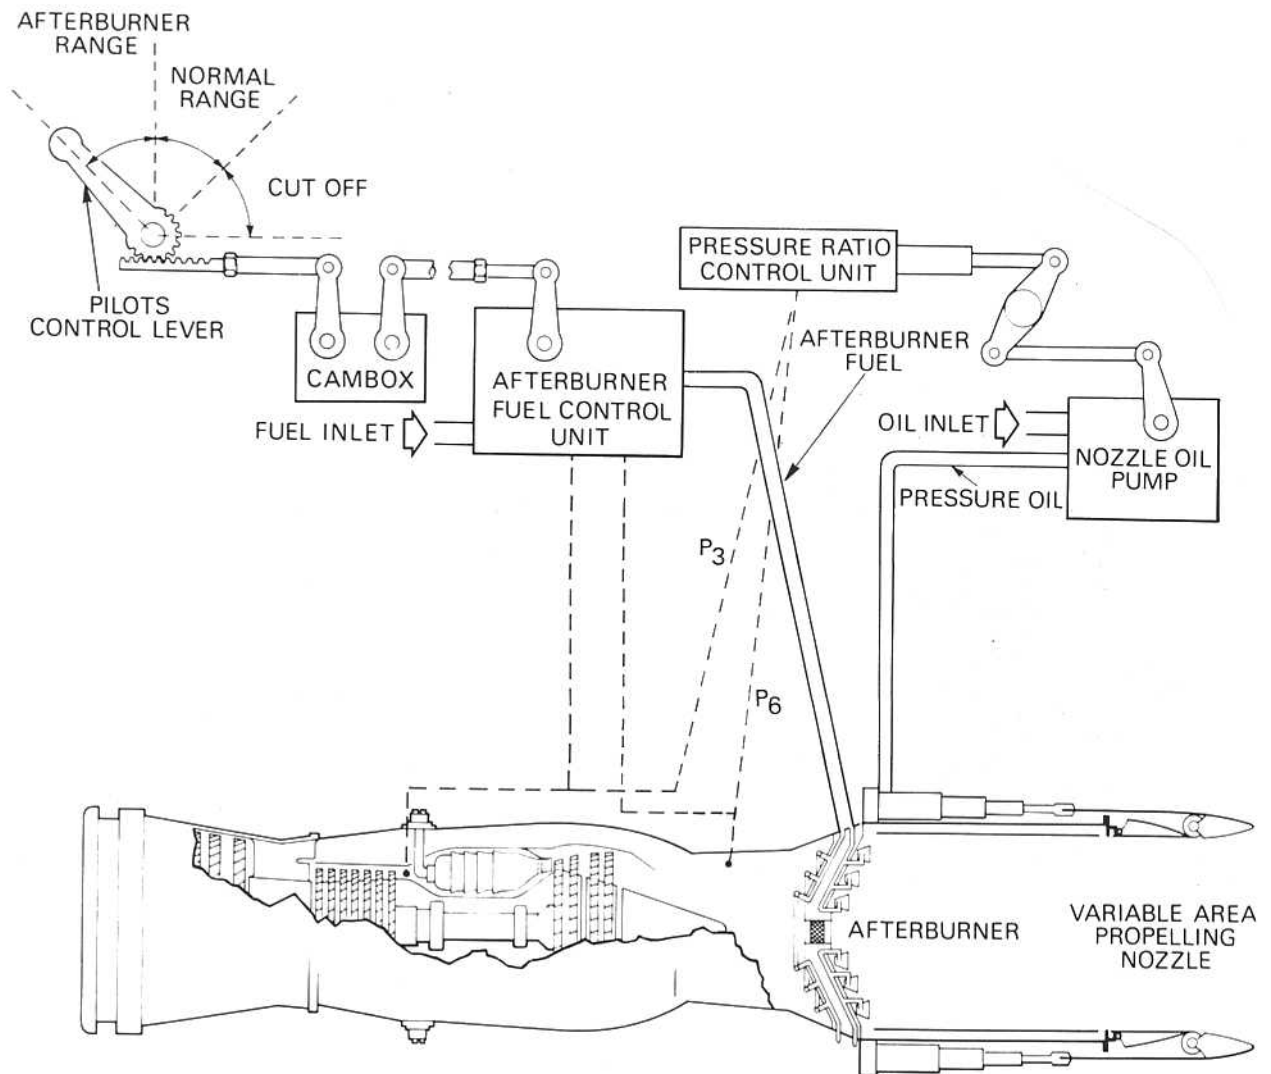 AFTERBURNER
RANGE
NORMAL
RANGE
CUT OFF
PILOTS
CONTROL LEVER
CAMBOX
AFTERBURNER
FUEL CONTROL
UNIT
FUEL INLET
PRESSURE RATIO
CONTROL UNIT
AFTERBURNER
FUEL
OIL INLET
NOZZLE OIL
PUMP
PRESSURE OIL
P3
P6
AFTERBURNER
VARIABLE AREA
PROPELLING
NOZZLE